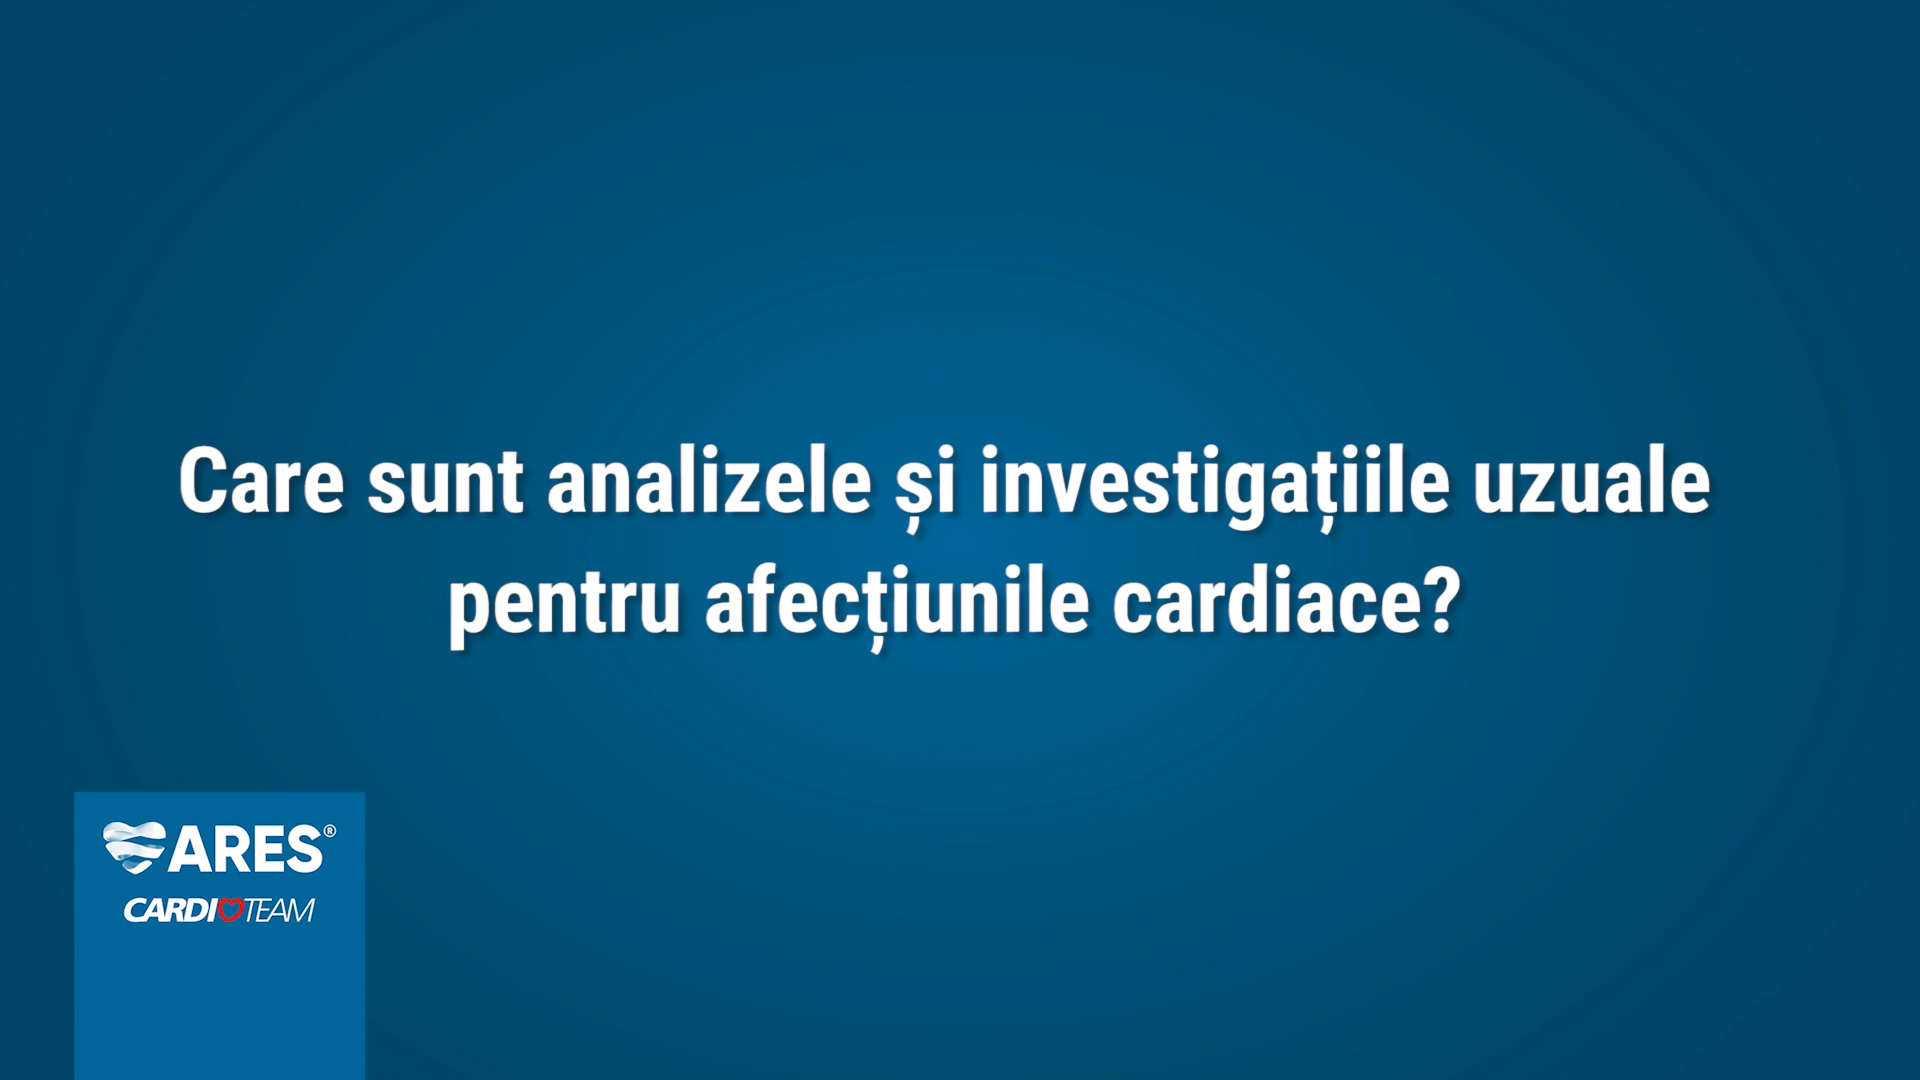 Care sunt analizele și investigațiile uzuale
pentru afecțiunile cardiace?
ARES®
CARDIOTEAM